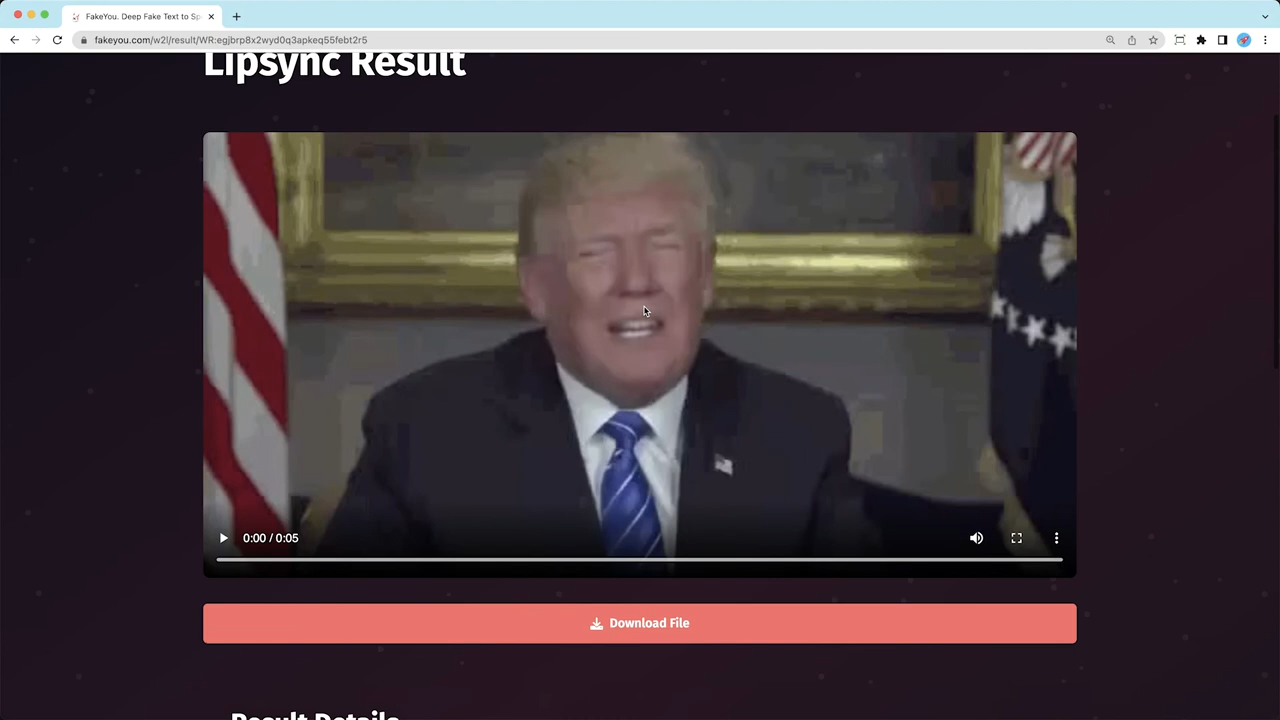 FakeYou. Deep Fake Text to Sp
fakeyou.com/w2l/result/WR:egjbrp8x2wyd0q3apkeq55febt2r5
Lipsync Result
0:00 / 0:05
Download File
Result Details